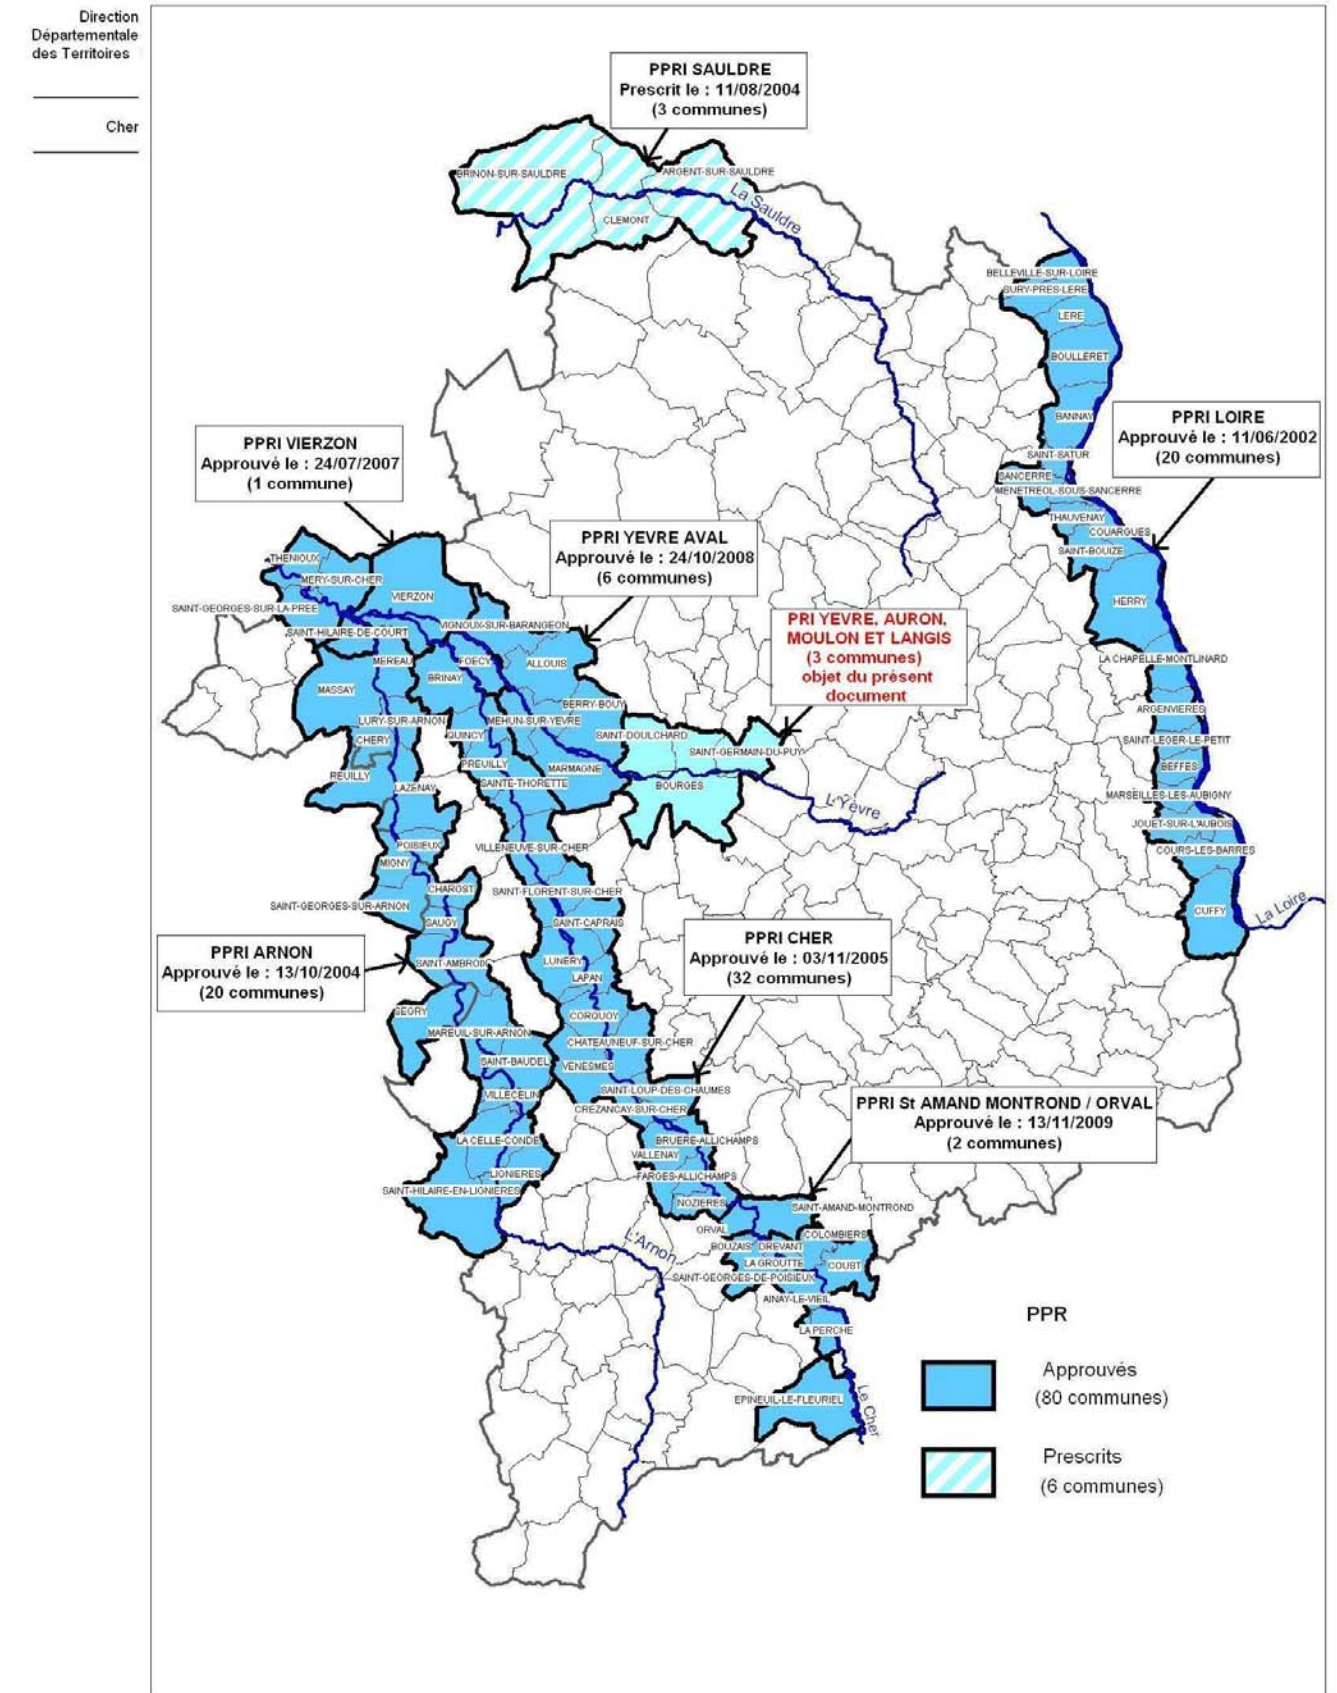 Direction
Départementale
des Territoires
Cher
PPRI SAULDRE
Prescrit le : 11/08/2004
(3 communes)
BRINON-SUR-SAULDRE
ARGENT-SUR-SAULDRE
La Sauldre
CLEMONT
BELLEVILLE-SUR-LOIRE
SURY-PRES-LERE
LERE
BOULLERET
BANNAY
PPRI LOIRE
Approuvé le : 11/06/2002
(20 communes)
PPRI VIERZON
Approuvé le : 24/07/2007
(1 commune)
SAINT-SATUR
SANCERRE
MENETREOL-SOUS-SANCERRE
THAUVENAY
COUARGUES
SAINT-BOUIZE
PPRI YEVRE AVAL
Approuvé le : 24/10/2008
(6 communes)
THENIOUX
MERY-SUR-CHER
VIERZON
HERRY
SAINT-GEORGES-SUR-LA-PREE
VIGNOUX-SUR-BARANGEON
SAINT-HILAIRE-DE-COURT
PRI YEVRE, AURON,
MOULON ET LANGIS
(3 communes)
objet du présent
document
MEREAU
FOECY
ALLOUIS
LA CHAPELLE-MONTLINARD
BRINAY
MASSAY
BERRY-BOUY
ARGENVIERES
LURY-SUR-ARNON
MEHUN-SUR-YEVRE
CHERY
QUINCY
SAINT-DOULCHARD
SAINT-LEGER-LE-PETIT
SAINT-GERMAIN-DU-PUY
PREUILLY
MARMAGNE
BEFFES
REUILLY
SAINTE-THORETTE
BOURGES
LAZENAY
MARSEILLES-LES-AUBIGNY
L'Yèvre
JOUET-SUR-L'AUBOIS
POISIEUX
VILLENEUVE-SUR-CHER
COURS-LES-BARRES
MIGNY
CHAROST
SAINT-FLORENT-SUR-CHER
SAINT-GEORGES-SUR-ARNON
CUFFY
La Loire
SAUGY
SAINT-CAPRAIS
PPRI ARNON
Approuvé le : 13/10/2004
(20 communes)
PPRI CHER
Approuvé le : 03/11/2005
(32 communes)
SAINT-AMBROIX
LUNERY
LAPAN
SEGRY
CORQUOY
MAREUIL-SUR-ARNON
CHATEAUNEUF-SUR-CHER
SAINT-BAUDEL
VENESMES
VILLECELIN
SAINT-LOUP-DES-CHAUMES
CREZANCAY-SUR-CHER
PPRI St AMAND MONTROND / ORVAL
Approuvé le : 13/11/2009
(2 communes)
LA CELLE-CONDE
BRUERE-ALLICHAMPS
VALLENAY
LIGNIERES
FARGES-ALLICHAMPS
SAINT-HILAIRE-EN-LIGNIERES
NOZIERES
SAINT-AMAND-MONTROND
ORVAL
COLOMBIERS
L'Arnon
BOUZAIS
DREVANT
LA GROUTTE
COUST
SAINT-GEORGES-DE-POISIEUX
AINAY-LE-VIEIL
LA PERCHE
EPINEUIL-LE-FLEURIEL
Le Cher
PPR
Approuvés
(80 communes)
Prescrits
(6 communes)